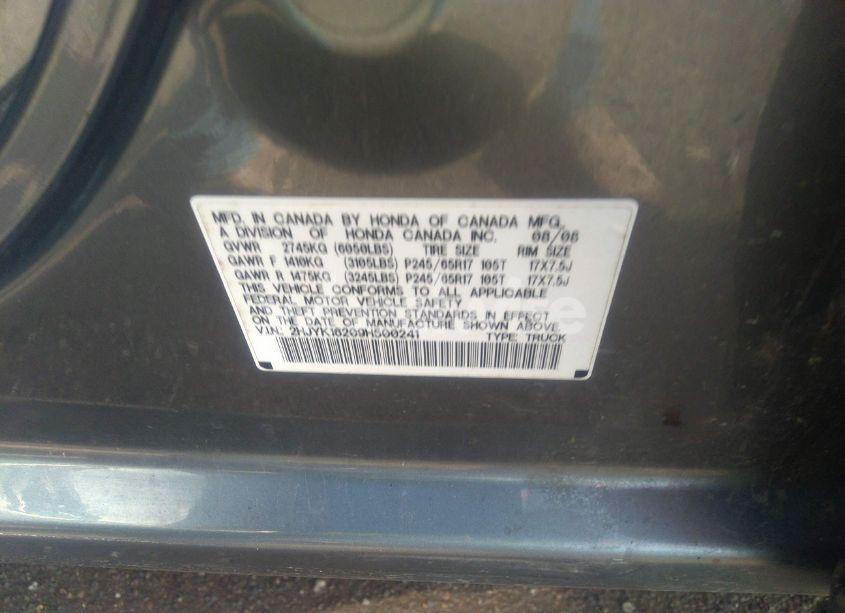 MFD. IN CANADA BY HONDA OF CANADA MFG.,
A DIVISION OF HONDA CANADA INC. 08/08
GVWR 2745KG (6050LBS) TIRE SIZE RIM SIZE
GAWR F 1410KG (3105LBS) P245/65R17 105T 17X7.5J
GAWR R 1475KG (3245LBS) P245/65R17 105T 17X7.5J
THIS VEHICLE CONFORMS TO ALL APPLICABLE
FEDERAL MOTOR VEHICLE SAFETY
AND THEFT PREVENTION STANDARDS IN EFFECT
ON THE DATE OF MANUFACTURE SHOWN ABOVE.
V.I.N.: 2HJYK16209H500241 TYPE: TRUCK